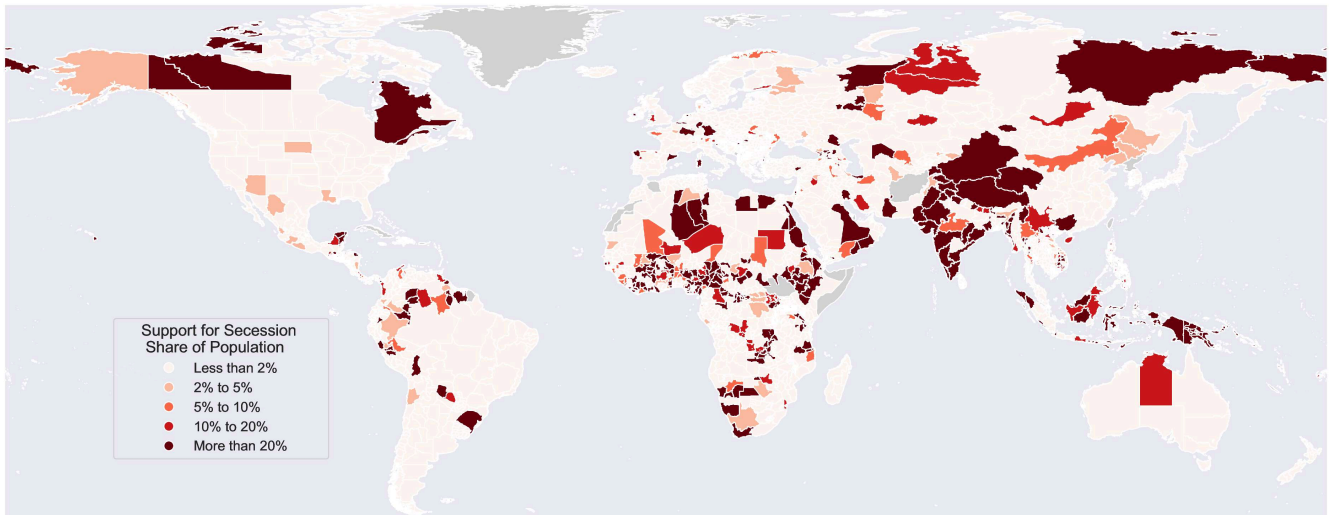 Support for Secession
Share of Population
Less than 2%
2% to 5%
5% to 10%
10% to 20%
More than 20%